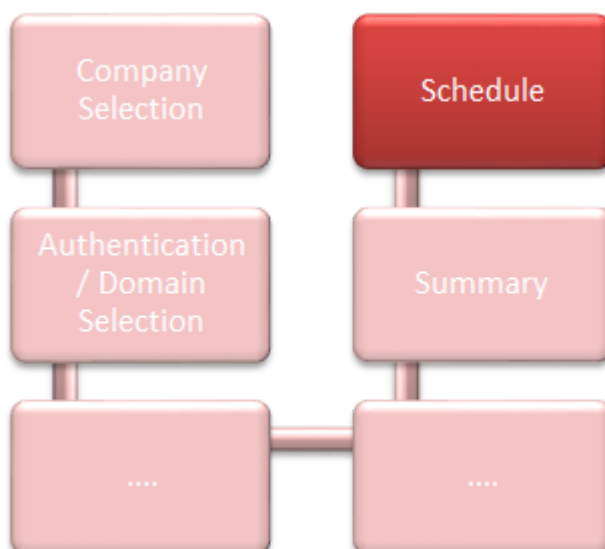 Company
Selection
Authentication
/ Domain
Selection
....
....
Summary
Schedule